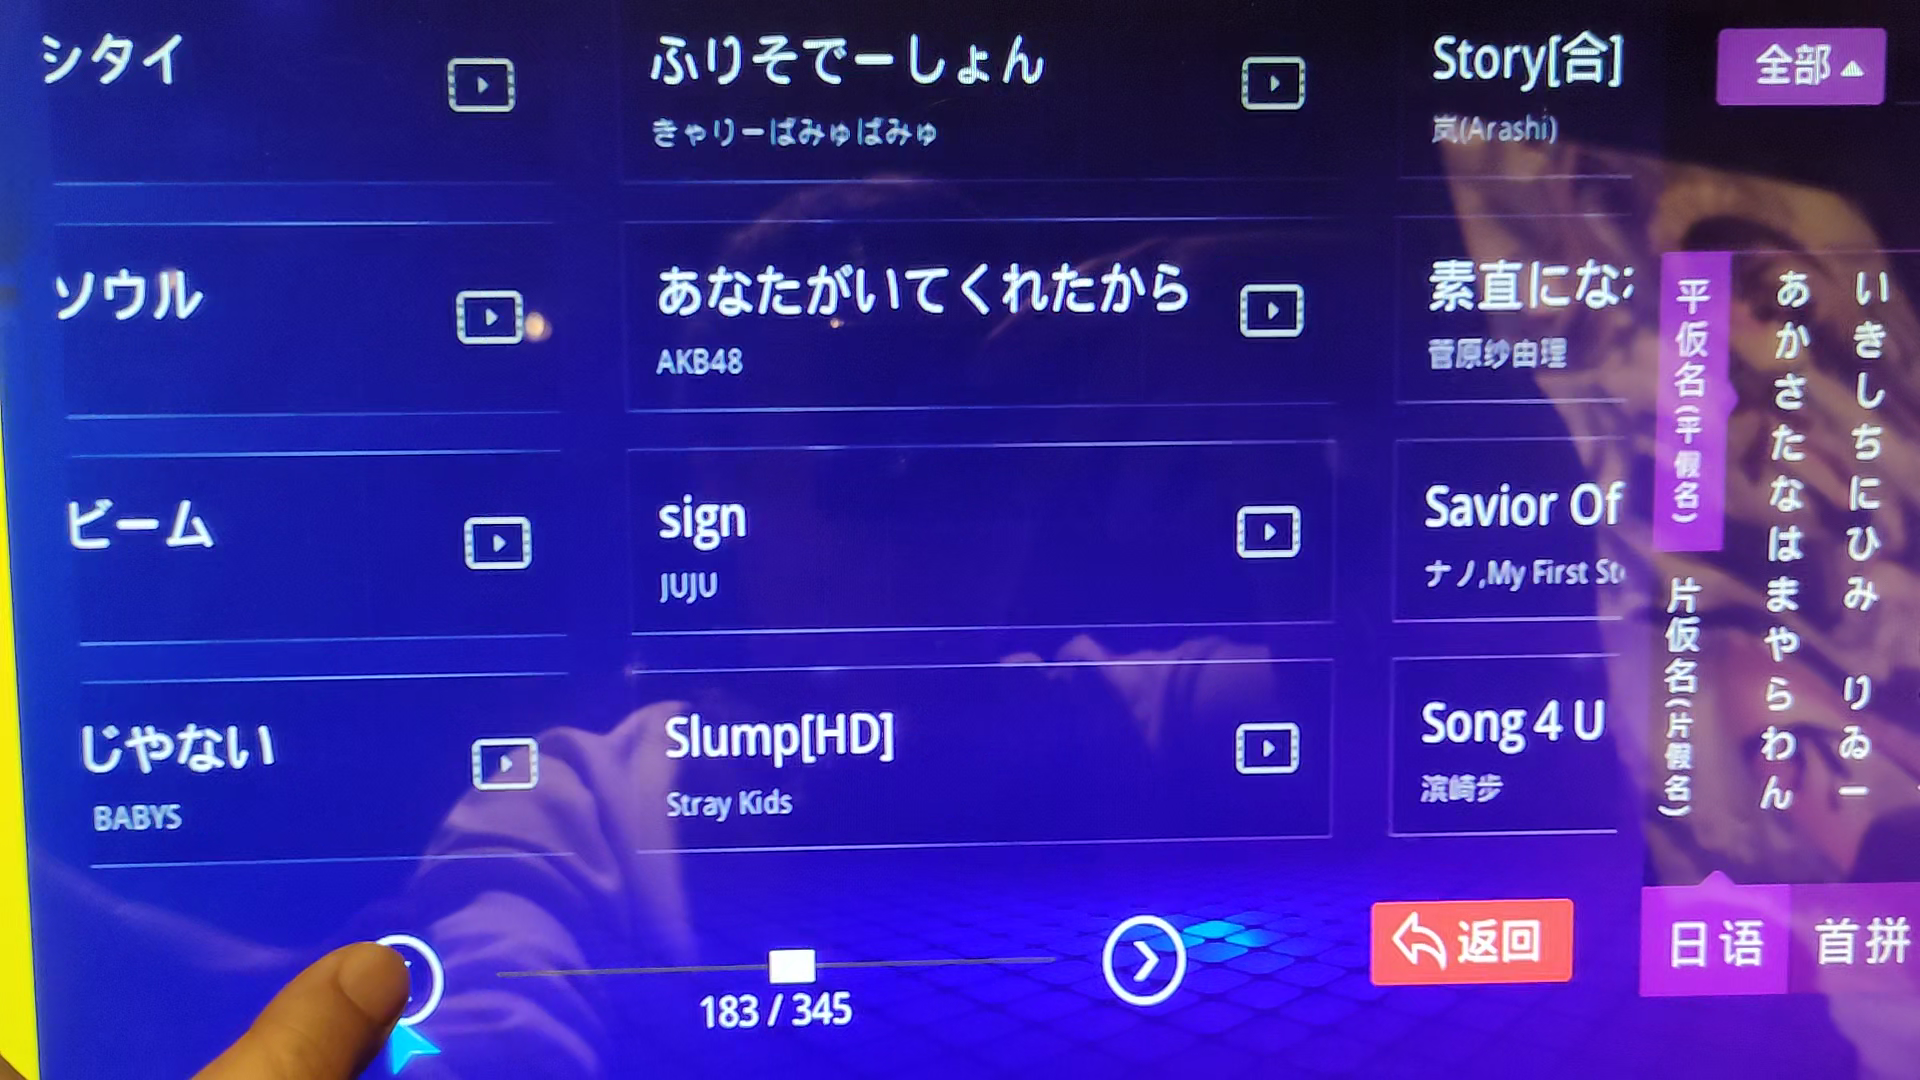 シタイ
ふりそでーしょん
きゃりーぱみゅぱみゅ
Story[合]
岚(Arashi)
全部
ソウル
あなたがいてくれたから
AKB48
素直にな
菅原纱由理
ビーム
sign
JUJU
Savior Of
ナノ,My First St
じゃない
BABYS
Slump[HD]
Stray Kids
Song 4 U
滨崎步
平仮名(平假名)
片仮名(片假名)
あかさたなはまやらわん
いきしちにひみ りゐー
183 / 345
返回
日语
首拼